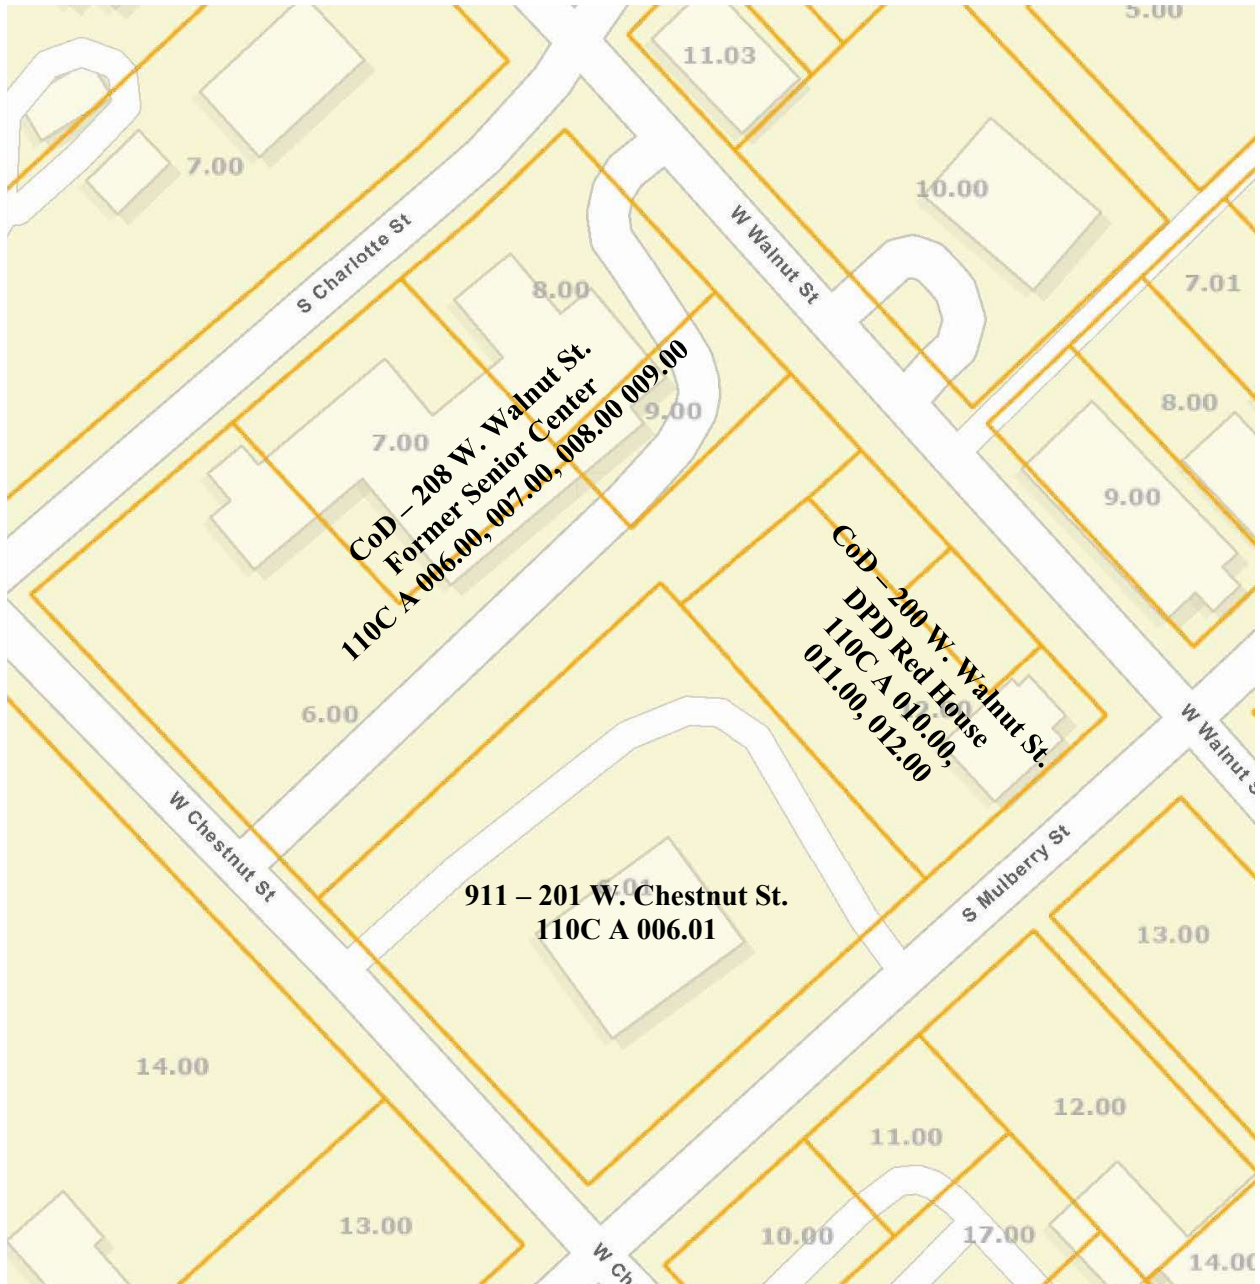 5.00
11.03
7.00
10.00
S Charlotte St
W Walnut St
7.01
8.00
CoD – 208 W. Walnut St.
Former Senior Center
110C A 006.00, 007.00, 008.00 009.00
9.00
8.00
7.00
9.00
CoD – 200 W. Walnut St.
DPD Red House
110C A 010.00,
011.00, 012.00
6.00
W Walnut S
W Chestnut St
S Mulberry St
911 – 201 W. Chestnut St.
110C A 006.01
13.00
14.00
12.00
11.00
13.00
10.00
17.00
W Ch
14.00